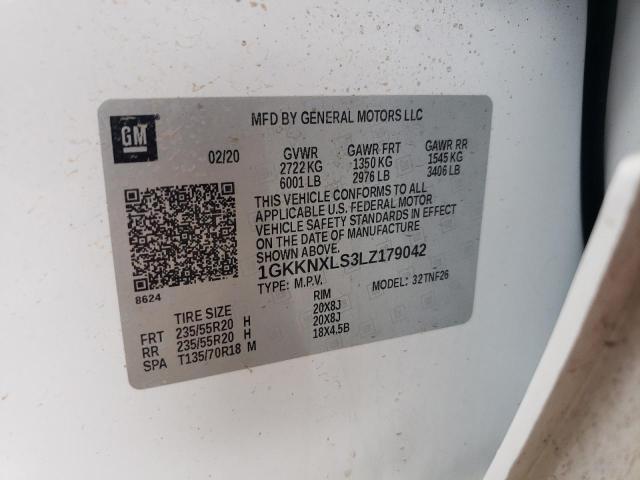 MFD BY GENERAL MOTORS LLC
GM
02/20 GVWR GAWR FRT GAWR RR
2722 KG 1350 KG 1545 KG
6001 LB 2976 LB 3406 LB
THIS VEHICLE CONFORMS TO ALL
APPLICABLE U.S. FEDERAL MOTOR
VEHICLE SAFETY STANDARDS IN EFFECT
ON THE DATE OF MANUFACTURE
SHOWN ABOVE.
1GKKNXLS3LZ179042
8624
TYPE: M.P.V. MODEL: 32TNF26
TIRE SIZE RIM
FRT 235/55R20 H 20X8J
RR 235/55R20 H 20X8J
SPA T135/70R18 M 18X4.5B